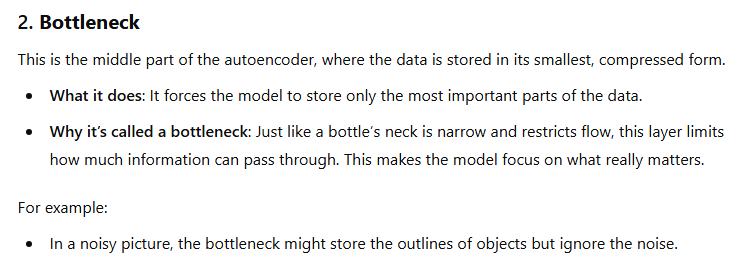 2. Bottleneck
This is the middle part of the autoencoder, where the data is stored in its smallest, compressed form.
• What it does: It forces the model to store only the most important parts of the data.
• Why it's called a bottleneck: Just like a bottle's neck is narrow and restricts flow, this layer limits
how much information can pass through. This makes the model focus on what really matters.
For example:
• In a noisy picture, the bottleneck might store the outlines of objects but ignore the noise.